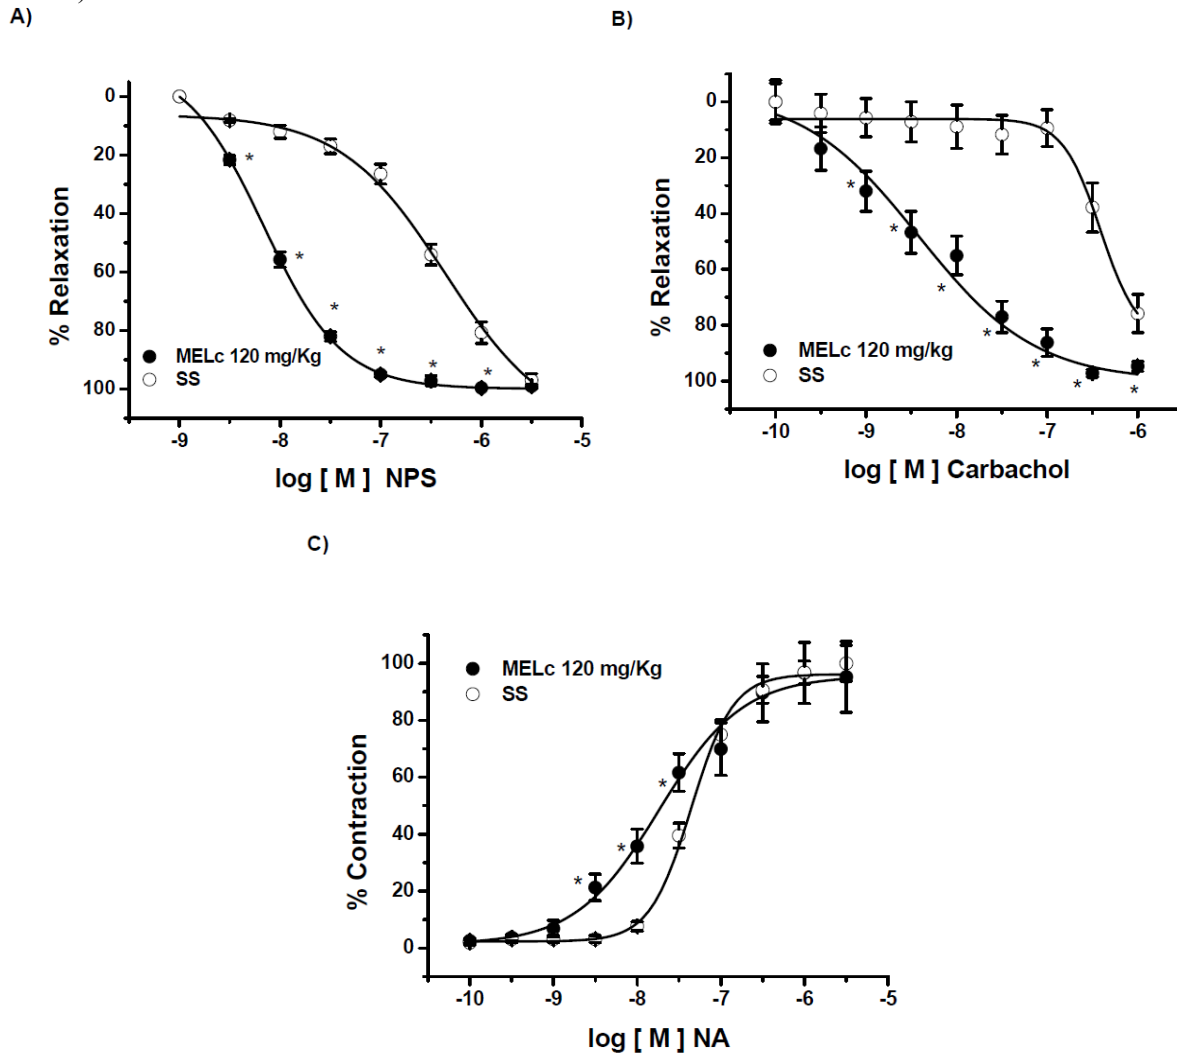 A)
0
20
40
60
80
100
% Relaxation
* * * * * *
MELc 120 mg/Kg
SS
-9 -8 -7 -6 -5
log [ M ] NPS
B)
0
20
40
60
80
100
% Relaxation
* * * * * * *
MELc 120 mg/kg
SS
-10 -9 -8 -7 -6
log [ M ] Carbachol
C)
100
80
60
40
20
0
% Contraction
MELc 120 mg/Kg
SS
* * *
-10 -9 -8 -7 -6 -5
log [ M ] NA